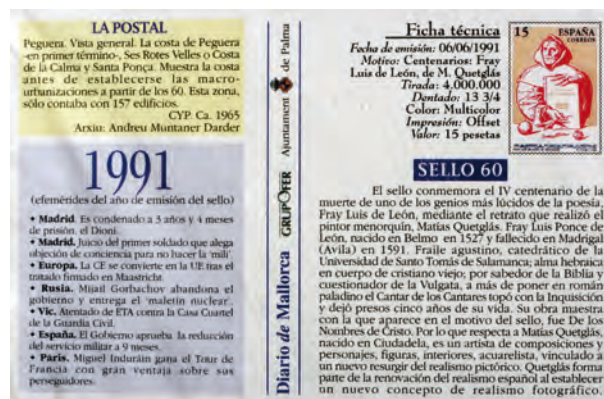 LA POSTAL
Peguera. Vista general. La costa de Peguera
-en primer término-, Ses Rotes Velles o Costa
de la Calma y Santa Ponça. Muestra la costa
antes de establecerse las macro-
urbanizaciones a partir de los 60. Esta zona,
sólo contaba con 157 edificios.
CYP. Ca. 1965
Arxiu: Andreu Muntaner Darder
1991
(efemérides del año de emisión del sello)
• Madrid. Es condenado a 3 años y 4 meses
de prisión, el Dioni.
• Madrid. Juicio del primer soldado que alega
objeción de conciencia para no hacer la 'mili'.
• Europa. La CE se convierte en la UE tras el
tratado firmado en Maastricht.
• Rusia. Mijail Gorbachov abandona el
gobierno y entrega el 'maletín nuclear'.
• Vic. Atentado de ETA contra la Casa Cuartel
de la Guardia Civil.
• España. El Gobierno aprueba la reducción
del servicio militar a 9 meses.
• París. Miguel Induráin gana el Tour de
Francia con gran ventaja sobre sus
perseguidores.
Diario de Mallorca GRUPOFER Ajuntament de Palma
Ficha técnica
Fecha de emisión: 06/06/1991
Motivo: Centenarios: Fray
Luis de León, de M. Quetglás
Tirada: 4.000.000
Dentado: 13 3/4
Color: Multicolor
Impresión: Offset
Valor: 15 pesetas
15 ESPAÑA
CORREOS
SELLO 60
El sello conmemora el IV centenario de la
muerte de uno de los genios más lúcidos de la poesía,
Fray Luis de León, mediante el retrato que realizó el
pintor menorquín, Matías Quetglás. Fray Luis Ponce de
León, nacido en Belmo en 1527 y fallecido en Madrigal
(Avila) en 1591. Fraile agustino, catedrático de la
Universidad de Santo Tomás de Salamanca; alma hebraica
en cuerpo de cristiano viejo; por sabedor de la Biblia y
cuestionador de la Vulgata, a más de poner en román
paladino el Cantar de los Cantares topó con la Inquisición
y dejó presos cinco años de su vida. Su obra maestra
con la que aparece en el motivo del sello, fue De los
Nombres de Cristo. Por lo que respecta a Matías Quetglás,
nacido en Ciudadela, es un artista de composiciones y
personajes, figuras, interiores, acuarelista, vinculado a
un nuevo resurgir del realismo pictórico. Quetglás forma
parte de la renovación del realismo español al establecer
un nuevo concepto de realismo fotográfico.